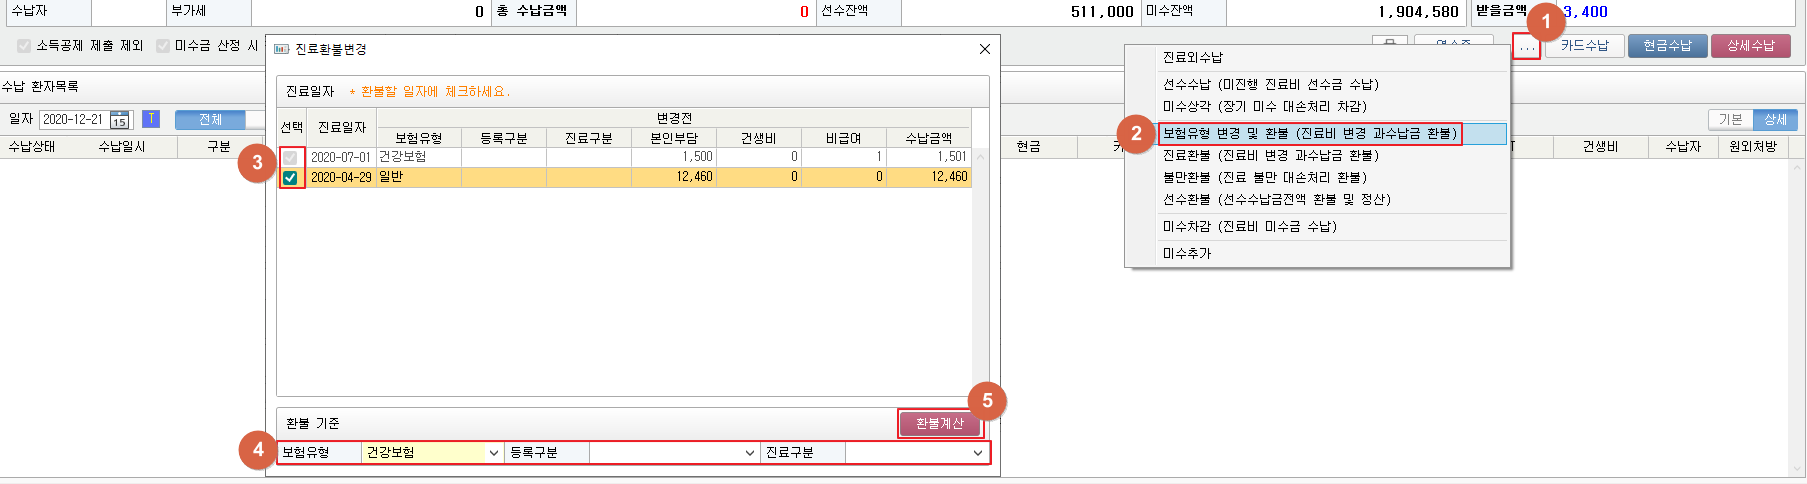 수납자 부가세 0 총 수납금액 0 선수잔액 511,000 미수잔액 1,904,580 받을금액 3,400
1
소득공제 제출 제외 미수금 산정 시
... 카드수납 현금수납 상세수납
수납 환자목록
일자 2020-12-21 15 T 전체
기본 상세
수납상태 수납일시 구분 현금 건생비 수납자 원외처방
진료환불변경
진료일자 * 환불할 일자에 체크하세요.
선택 진료일자 변경전
보험유형 등록구분 진료구분 본인부담 건생비 비급여 수납금액
3
2020-07-01 건강보험 1,500 0 1 1,501
2020-04-29 일반 12,460 0 0 12,460
환불 기준 환불계산
5
4
보험유형 건강보험 등록구분 진료구분
진료외수납
선수수납 (미진행 진료비 선수금 수납)
미수상각 (장기 미수 대손처리 차감)
2
보험유형 변경 및 환불 (진료비 변경 과수납금 환불)
진료환불 (진료비 변경 과수납금 환불)
불만환불 (진료 불만 대손처리 환불)
선수환불 (선수수납금전액 환불 및 정산)
미수차감 (진료비 미수금 수납)
미수추가